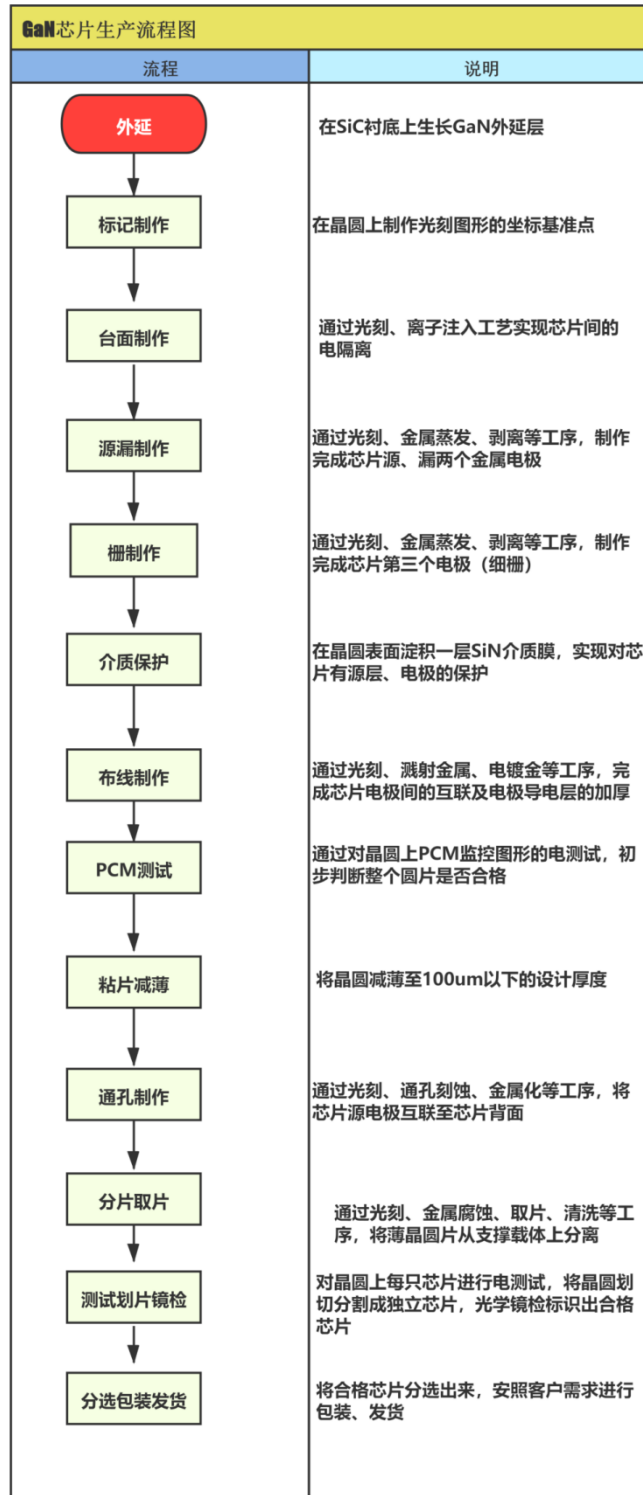 GaN芯片生产流程图
流程
说明
外延
在SiC衬底上生长GaN外延层
标记制作
在晶圆上制作光刻图形的坐标基准点
台面制作
通过光刻、离子注入工艺实现芯片间的
电隔离
源漏制作
通过光刻、金属蒸发、剥离等工序，制作
完成芯片源、漏两个金属电极
栅制作
通过光刻、金属蒸发、剥离等工序，制作
完成芯片第三个电极（细栅）
介质保护
在晶圆表面淀积一层SiN介质膜，实现对芯
片有源层、电极的保护
布线制作
通过光刻、溅射金属、电镀金等工序，完
成芯片电极间的互联及电极导电层的加厚
PCM测试
通过对晶圆上PCM监控图形的电测试，初
步判断整个圆片是否合格
粘片减薄
将晶圆减薄至100um以下的设计厚度
通孔制作
通过光刻、通孔刻蚀、金属化等工序，将
芯片源电极互联至芯片背面
分片取片
通过光刻、金属腐蚀、取片、清洗等工
序，将薄晶圆片从支撑载体上分离
测试划片镜检
对晶圆上每只芯片进行电测试，将晶圆划
切分割成独立芯片，光学镜检标识出合格
芯片
分选包装发货
将合格芯片分选出来，安照客户需求进行
包装、发货